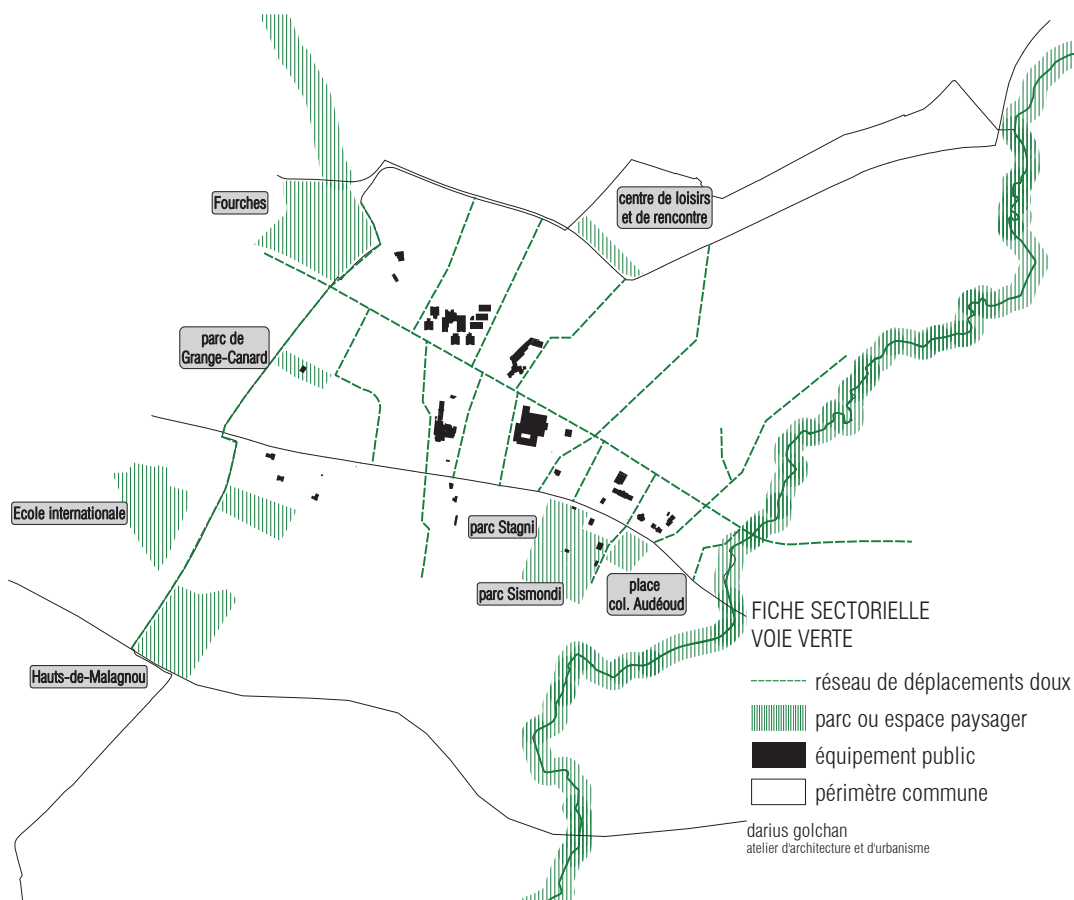 Fourches
centre de loisirs
et de rencontre
parc de
Grange-Canard
Ecole internationale
parc Stagni
parc Sismondi
place
col. Audéoud
Hauts-de-Malagnou
FICHE SECTORIELLE
VOIE VERTE
réseau de déplacements doux
parc ou espace paysager
équipement public
périmètre commune
darius golchan
atelier d'architecture et d'urbanisme